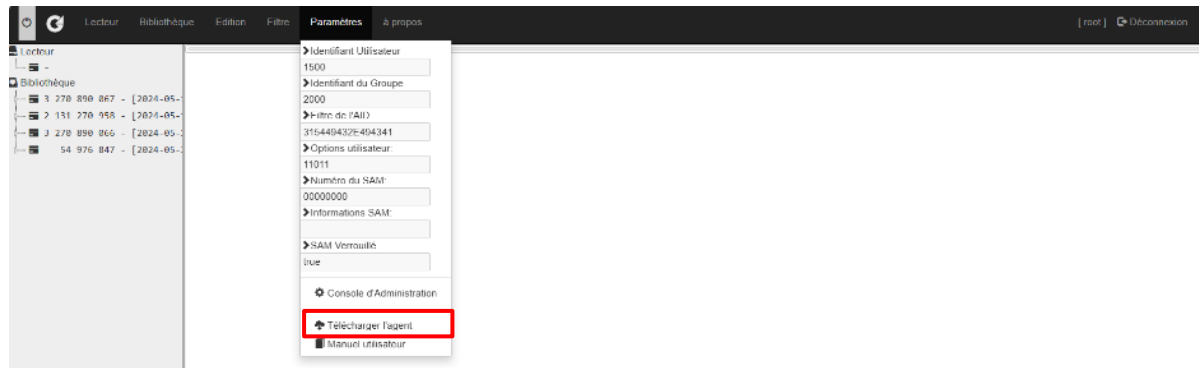 Lecteur Bibliothèque Edition Filtre Paramètres à propos [ root ] Déconnexion
Lecteur
-
Bibliothèque
3 270 890 867 - [2024-05-
2 131 270 958 - [2024-05-
3 270 890 866 - [2024-05-
54 976 847 - [2024-05-
Identifiant Utilisateur
1500
Identifiant du Groupe
2000
Filtre de l'AID
315449432E494341
Options utilisateur:
11011
Numéro du SAM:
00000000
Informations SAM:
SAM Verrouillé
true
Console d'Administration
Télécharger l'agent
Manuel utilisateur